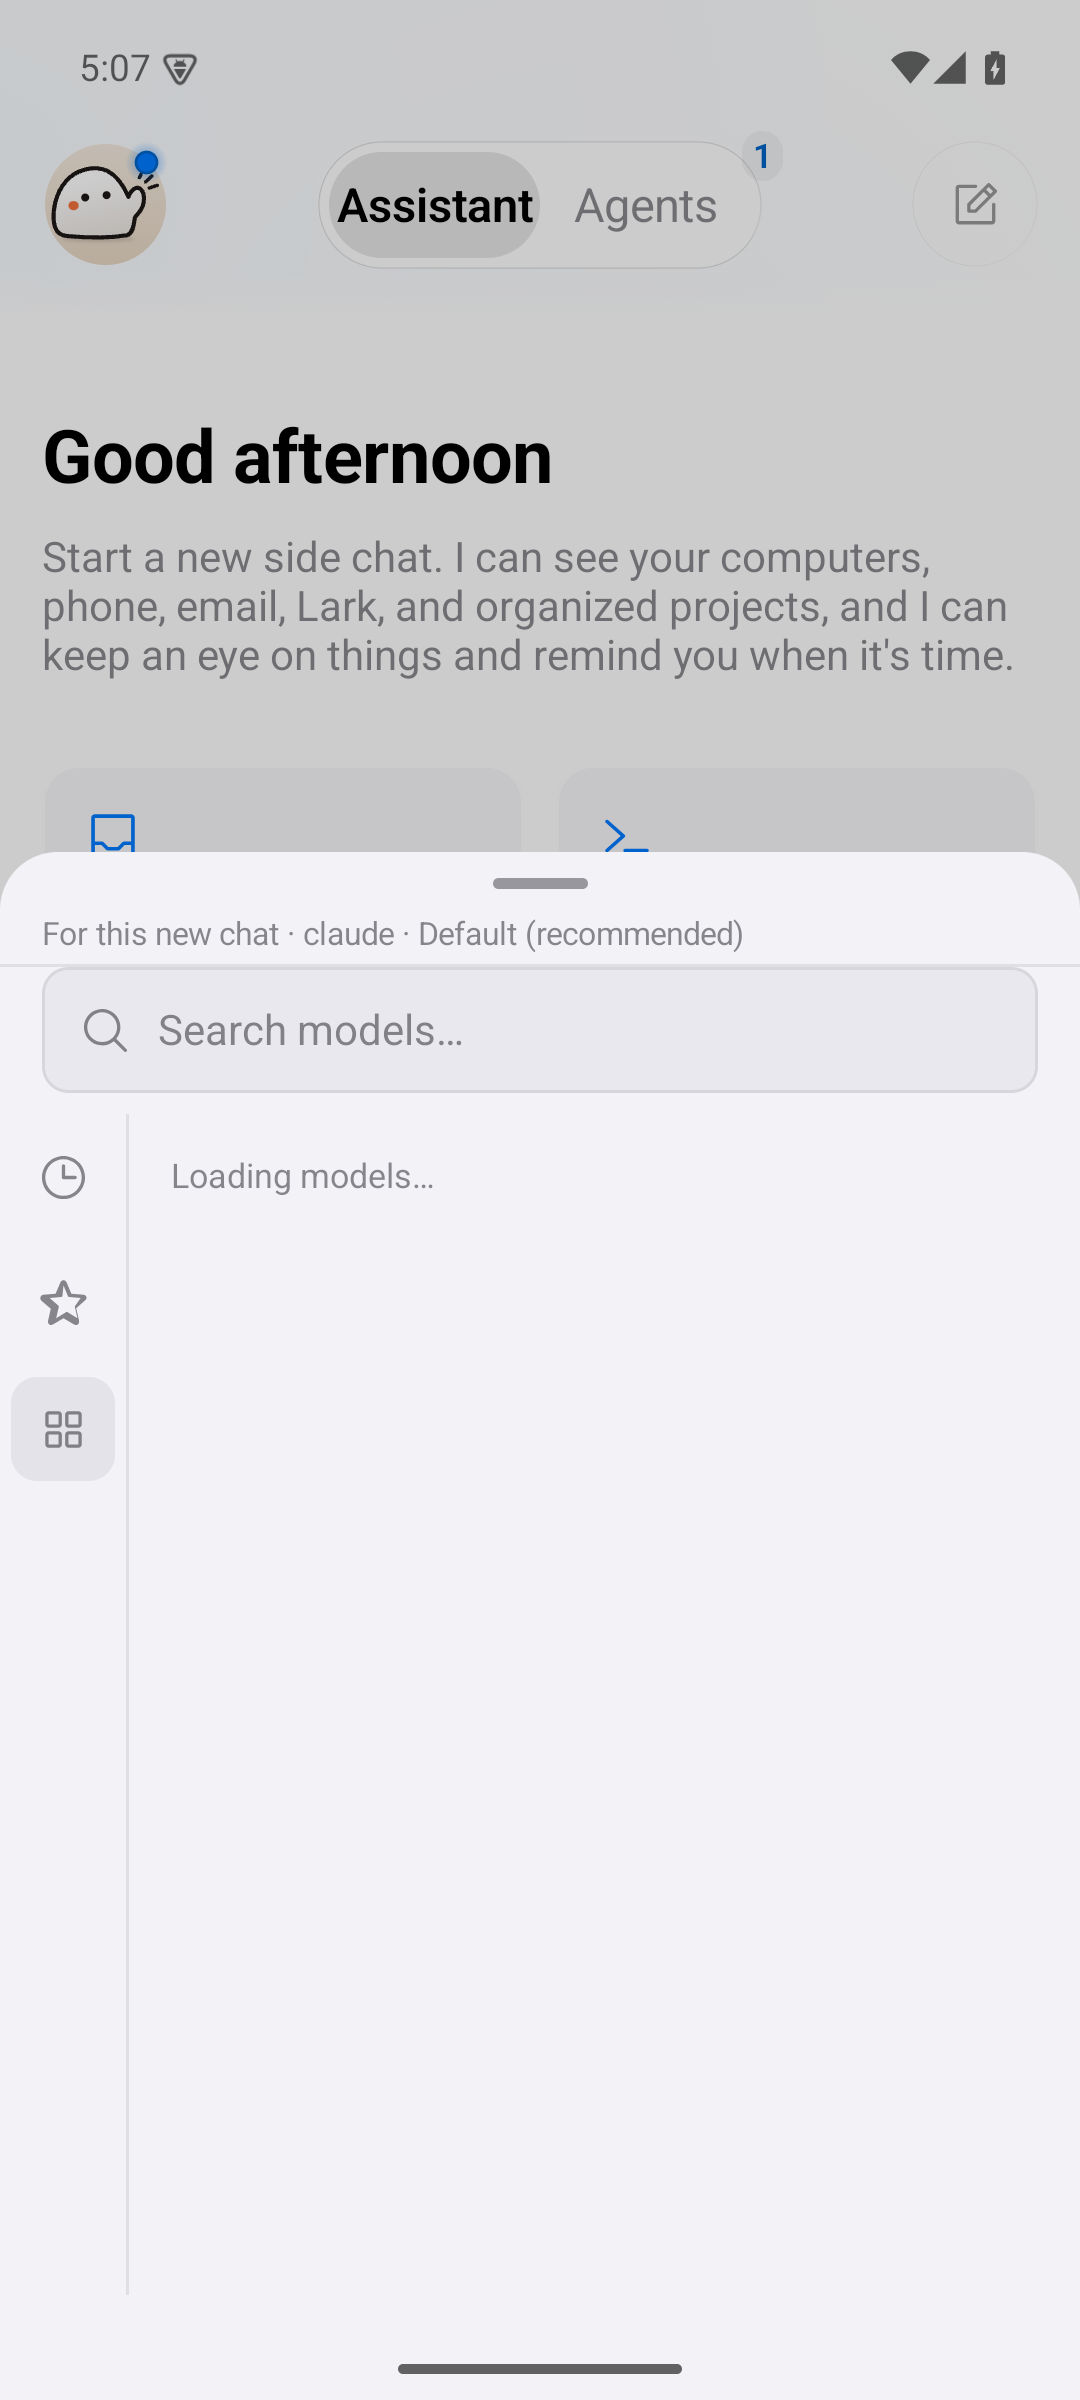 5:07
1
Assistant Agents
Good afternoon
Start a new side chat. I can see your computers,
phone, email, Lark, and organized projects, and I can
keep an eye on things and remind you when it's time.
For this new chat · claude · Default (recommended)
Search models…
Loading models…